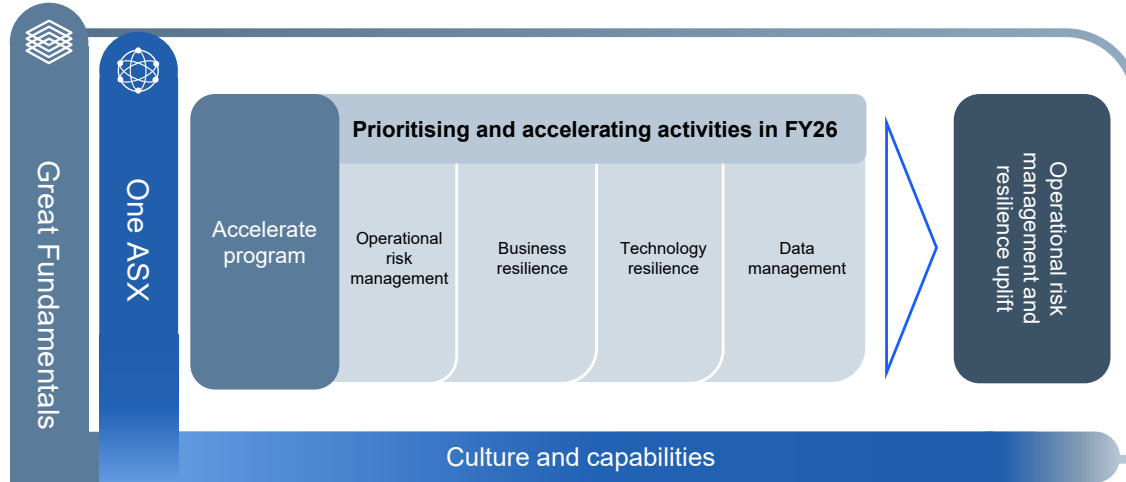 Great Fundamentals
One ASX
Accelerate
program
Prioritising and accelerating activities in FY26
Operational
risk
management
Business
resilience
Technology
resilience
Data
management
Operational risk
management and
resilience uplift
Culture and capabilities